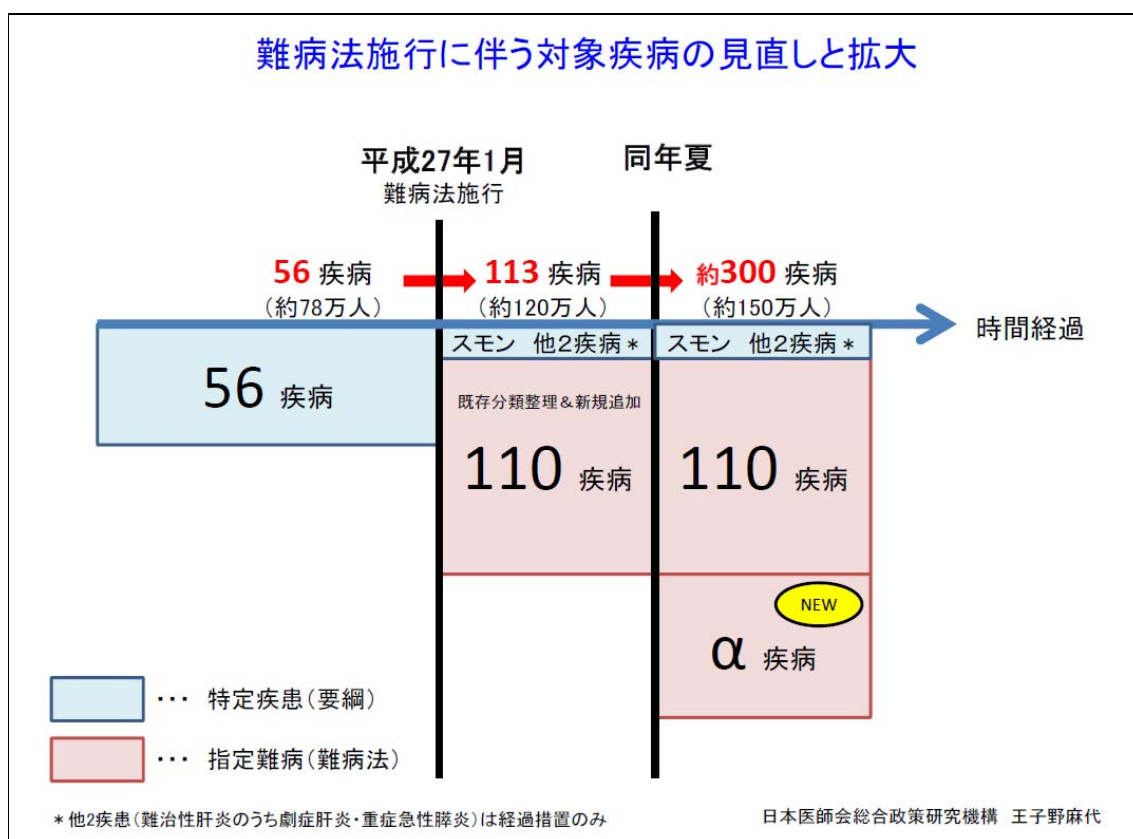 難病法施行に伴う対象疾病の見直しと拡大
平成27年1月
難病法施行
同年夏
56 疾病
(約78万人)
113 疾病
(約120万人)
約300 疾病
(約150万人)
時間経過
56 疾病
スモン 他2疾病*
スモン 他2疾病*
既存分類整理&新規追加
110 疾病
110 疾病
NEW
α 疾病
・・・ 特定疾患(要綱)
・・・ 指定難病(難病法)
*他2疾患(難治性肝炎のうち劇症肝炎・重症急性膵炎)は経過措置のみ
日本医師会総合政策研究機構 王子野麻代